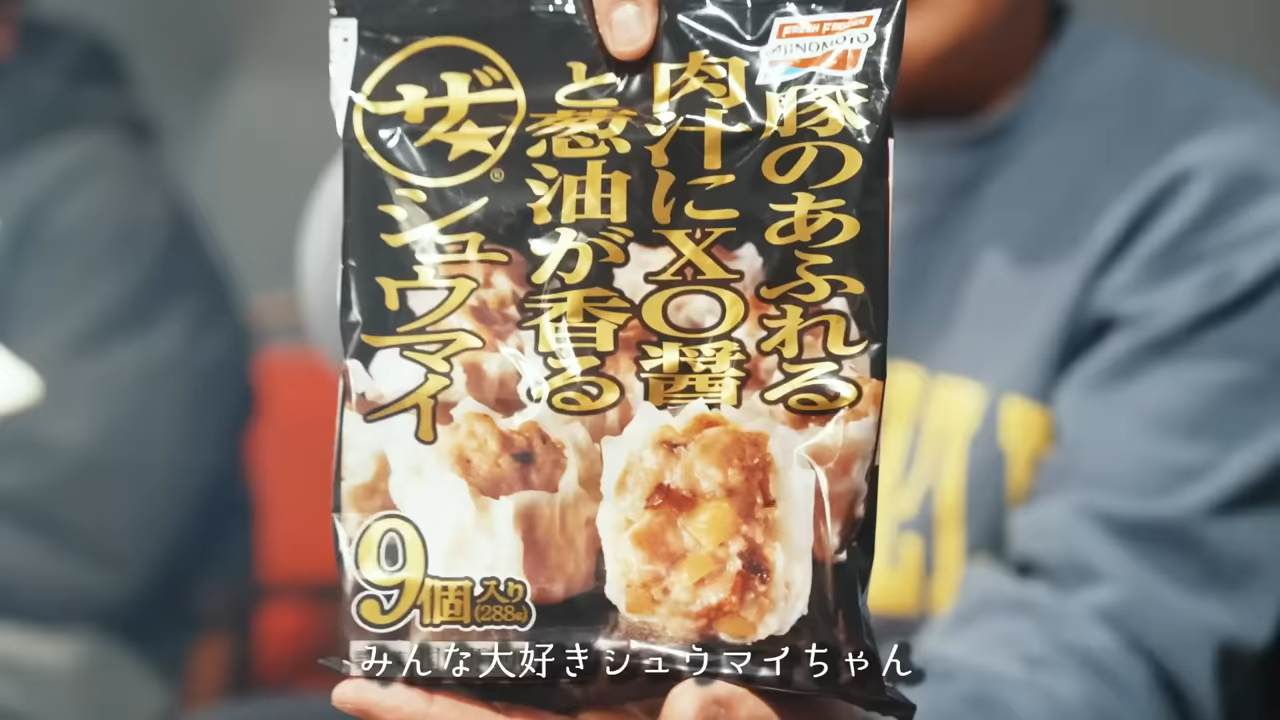 FRESH FROZEN
AJINOMOTO
豚のあふれる
肉汁にXO醤
と葱油が香る
ザ★®
シュウマイ
9個入り
(288g)
みんな大好きシュウマイちゃん